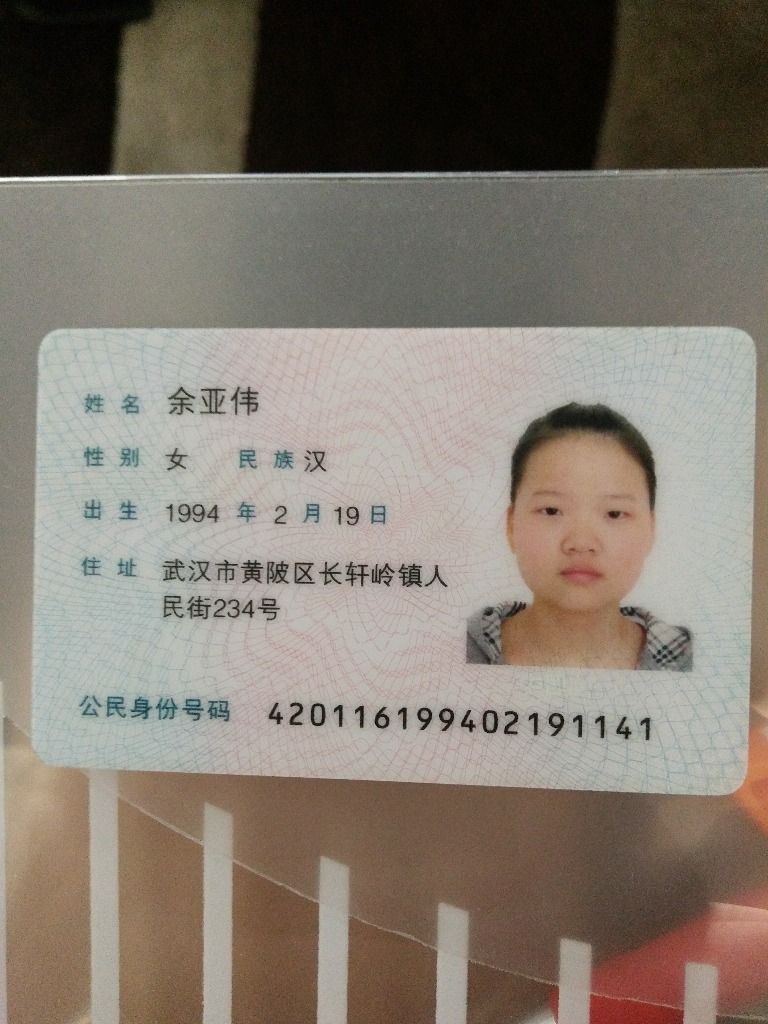 姓名 余亚伟
性别 女 民族 汉
出生 1994 年 2 月 19 日
住址 武汉市黄陂区长轩岭镇人
民街234号
公民身份号码 420116199402191141